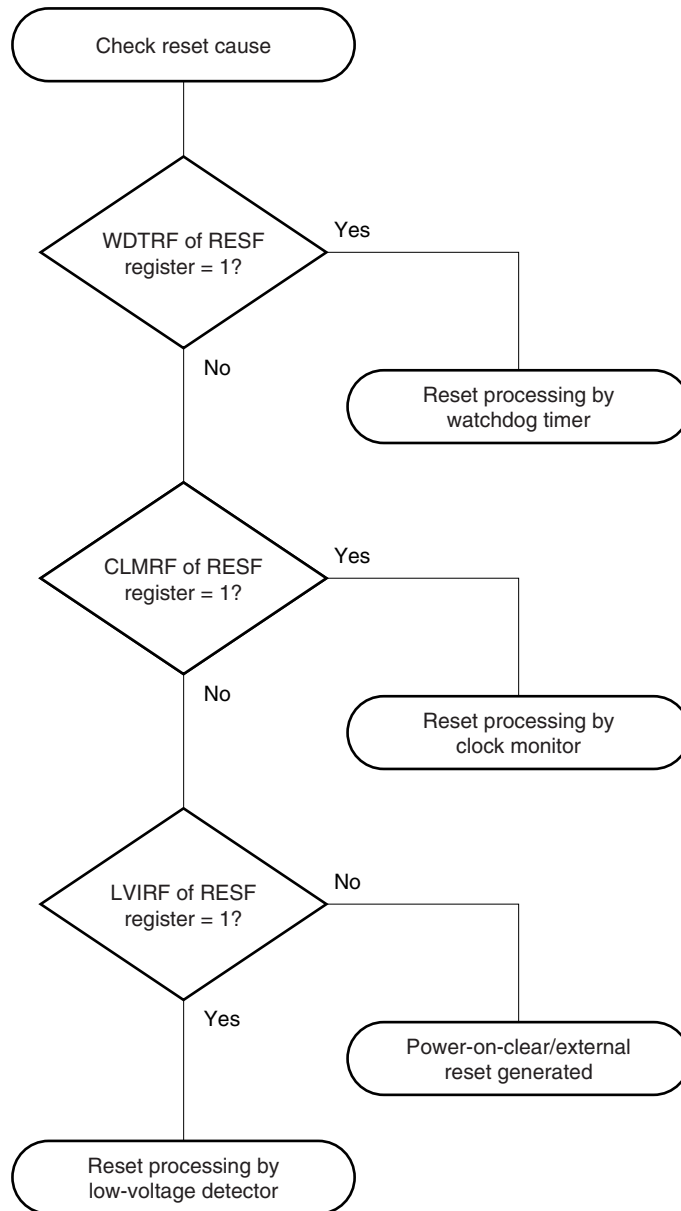 Check reset cause
WDTRF of RESF
register = 1?
Yes
No
Reset processing by
watchdog timer
CLMRF of RESF
register = 1?
Yes
No
Reset processing by
clock monitor
LVIRF of RESF
register = 1?
No
Yes
Power-on-clear/external
reset generated
Reset processing by
low-voltage detector